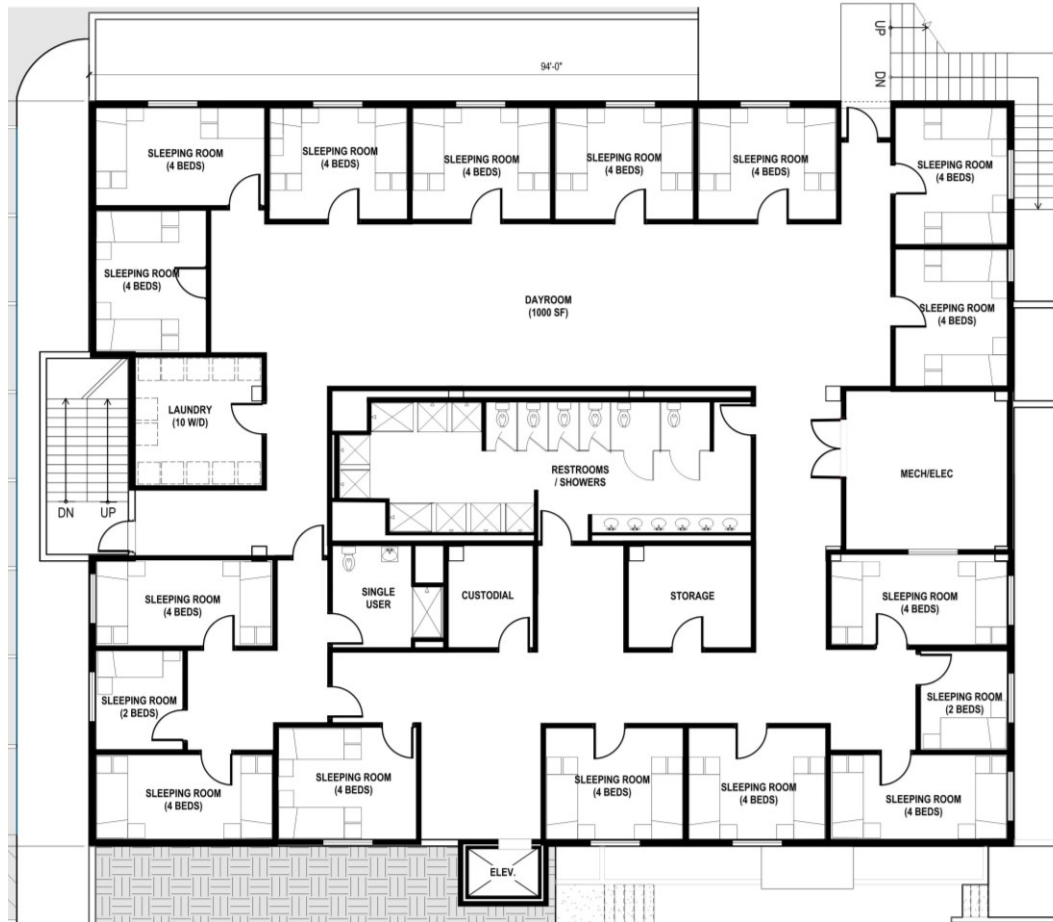 UP
DN
94'-0"
SLEEPING ROOM
(4 BEDS)
SLEEPING ROOM
(4 BEDS)
SLEEPING ROOM
(4 BEDS)
SLEEPING ROOM
(4 BEDS)
SLEEPING ROOM
(4 BEDS)
SLEEPING ROOM
(4 BEDS)
SLEEPING ROOM
(4 BEDS)
DAYROOM
(1000 SF)
SLEEPING ROOM
(4 BEDS)
LAUNDRY
(10 W/D)
RESTROOMS
/ SHOWERS
MECH/ELEC
DN
UP
SLEEPING ROOM
(4 BEDS)
SINGLE
USER
CUSTODIAL
STORAGE
SLEEPING ROOM
(4 BEDS)
SLEEPING ROOM
(2 BEDS)
SLEEPING ROOM
(2 BEDS)
SLEEPING ROOM
(4 BEDS)
SLEEPING ROOM
(4 BEDS)
SLEEPING ROOM
(4 BEDS)
SLEEPING ROOM
(4 BEDS)
SLEEPING ROOM
(4 BEDS)
ELEV.